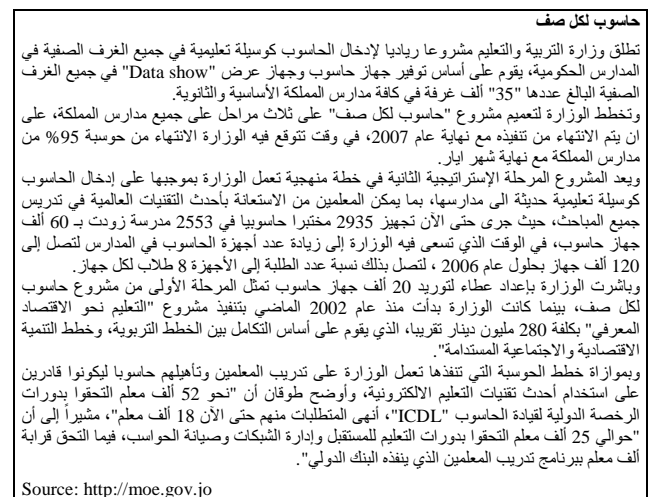 حاسوب لكل صف
تطلق وزارة التربية والتعليم مشروعا رياديا لإدخال الحاسوب كوسيلة تعليمية في جميع الغرف الصفية في
المدارس الحكومية، يقوم على أساس توفير جهاز حاسوب وجهاز عرض "Data show" في جميع الغرف
الصفية البالغ عددها "35" ألف غرفة في كافة مدارس المملكة الأساسية والثانوية.
وتخطط الوزارة لتعميم مشروع "حاسوب لكل صف" على ثلاث مراحل على جميع مدارس المملكة، على
ان يتم الانتهاء من تنفيذه مع نهاية عام 2007، في وقت تتوقع فيه الوزارة الانتهاء من حوسبة 95% من
مدارس المملكة مع نهاية شهر ايار.
ويعد المشروع المرحلة الإستراتيجية الثانية في خطة منهجية تعمل الوزارة بموجبها على إدخال الحاسوب
كوسيلة تعليمية حديثة الى مدارسها، بما يمكن المعلمين من الاستعانة بأحدث التقنيات العالمية في تدريس
جميع المباحث، حيث جرى حتى الآن تجهيز 2935 مختبرا حاسوبيا في 2553 مدرسة زودت بـ 60 ألف
جهاز حاسوب، في الوقت الذي تسعى فيه الوزارة إلى زيادة عدد أجهزة الحاسوب في المدارس لتصل إلى
120 ألف جهاز بحلول عام 2006 ، لتصل بذلك نسبة عدد الطلبة إلى الأجهزة 8 طلاب لكل جهاز.
وباشرت الوزارة بإعداد عطاء لتوريد 20 ألف جهاز حاسوب تمثل المرحلة الأولى من مشروع حاسوب
لكل صف، بينما كانت الوزارة بدأت منذ عام 2002 الماضي بتنفيذ مشروع "التعليم نحو الاقتصاد
المعرفي" بكلفة 280 مليون دينار تقريبا، الذي يقوم على أساس التكامل بين الخطط التربوية، وخطط التنمية
الاقتصادية والاجتماعية المستدامة".
وبموازاة خطط الحوسبة التي تنفذها تعمل الوزارة على تدريب المعلمين وتأهيلهم حاسوبا ليكونوا قادرين
على استخدام أحدث تقنيات التعليم الالكترونية، وأوضح طوقان أن "نحو 52 ألف معلم التحقوا بدورات
الرخصة الدولية لقيادة الحاسوب "ICDL"، أنهى المتطلبات منهم حتى الآن 18 ألف معلم"، مشيراً إلى أن
"حوالي 25 ألف معلم التحقوا بدورات التعليم للمستقبل وإدارة الشبكات وصيانة الحواسب، فيما التحق قرابة
ألف معلم ببرنامج تدريب المعلمين الذي ينفذه البنك الدولي".
Source: http://moe.gov.jo